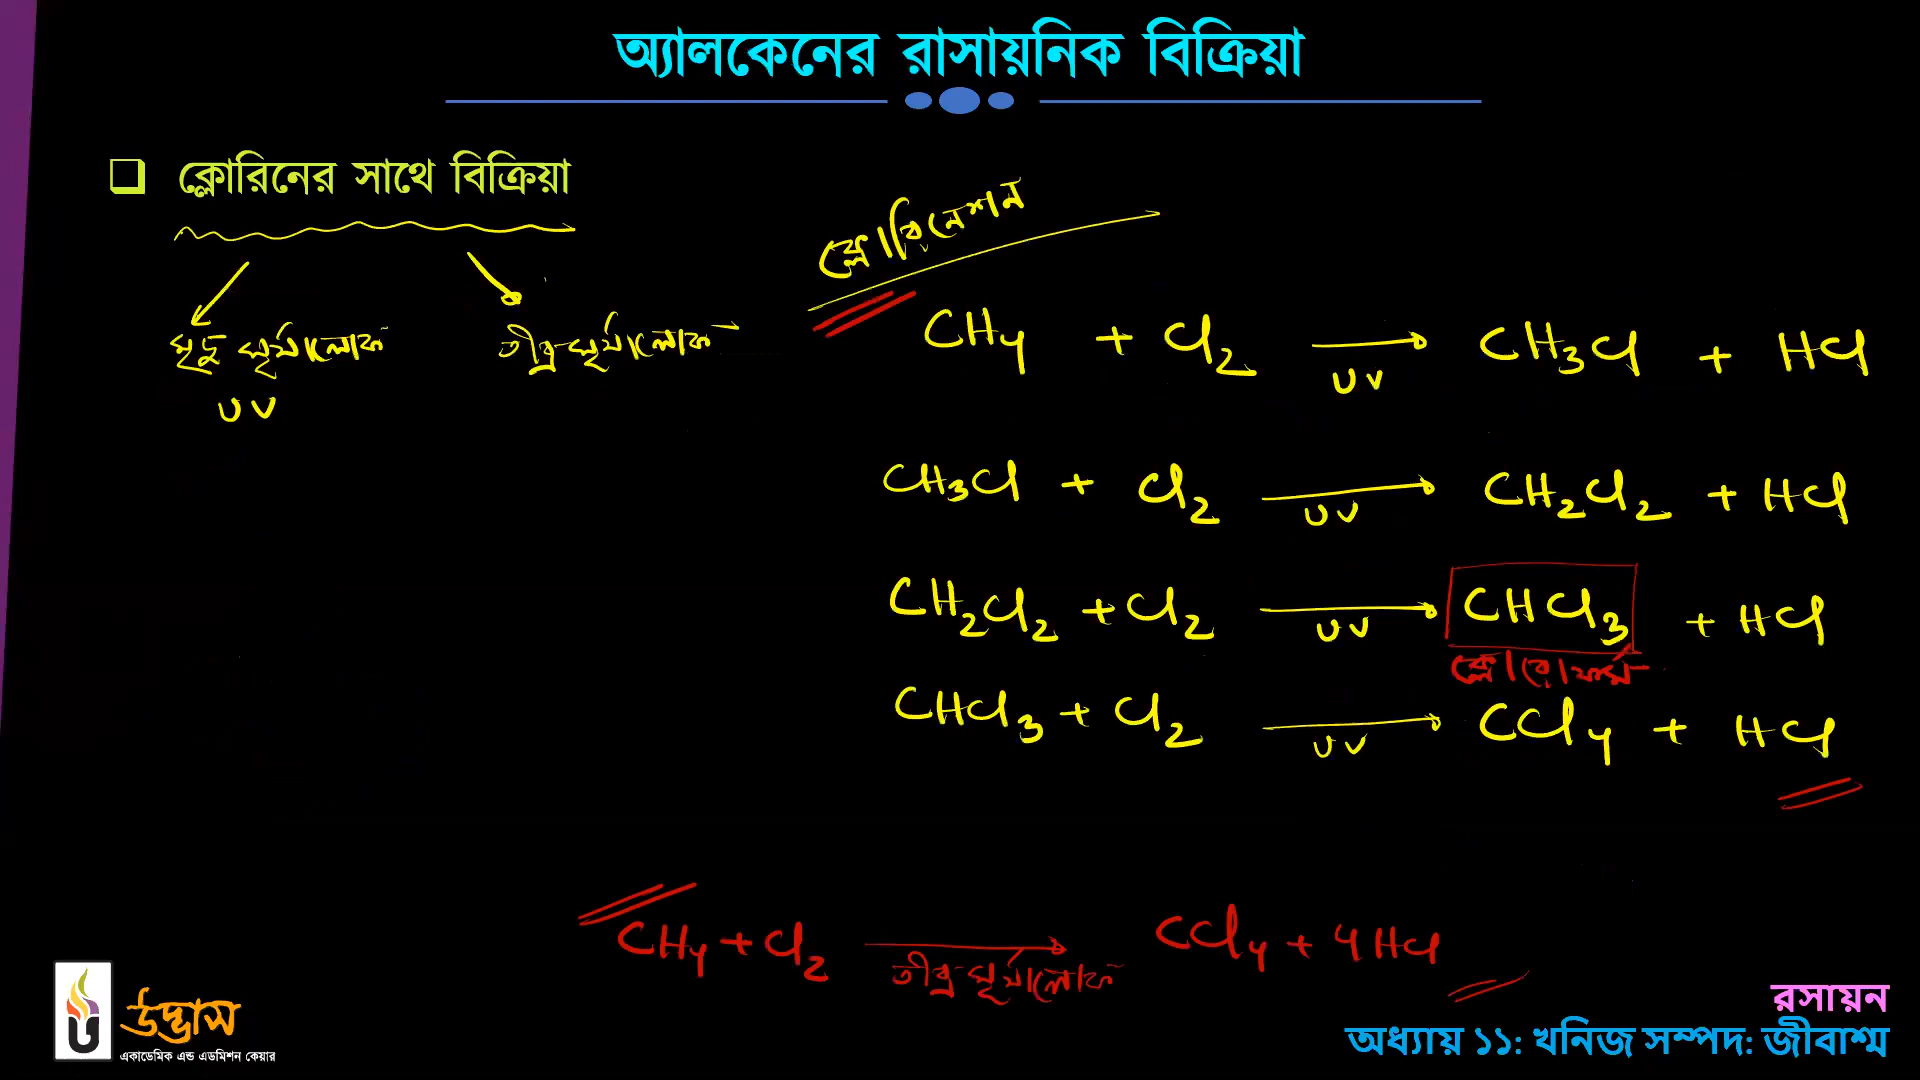 অ্যালকেনের রাসায়নিক বিক্রিয়া
❑ ক্লোরিনের সাথে বিক্রিয়া
মৃদু সূর্যালোক
UV
তীব্র সূর্যালোক
ক্লোরিনেশন
CH4 + Cl2 → CH3Cl + HCl
UV
CH3Cl + Cl2 → CH2Cl2 + HCl
UV
CH2Cl2 + Cl2 → CHCl3 + HCl
UV
ক্লোরোফর্ম
CHCl3 + Cl2 → CCl4 + HCl
UV
CH4 + Cl2 → CCl4 + 4HCl
তীব্র সূর্যালোক
উদ্ভাস
একাডেমিক এন্ড এডমিশন কেয়ার
রসায়ন
অধ্যায় ১১: খনিজ সম্পদ: জীবাশ্ম